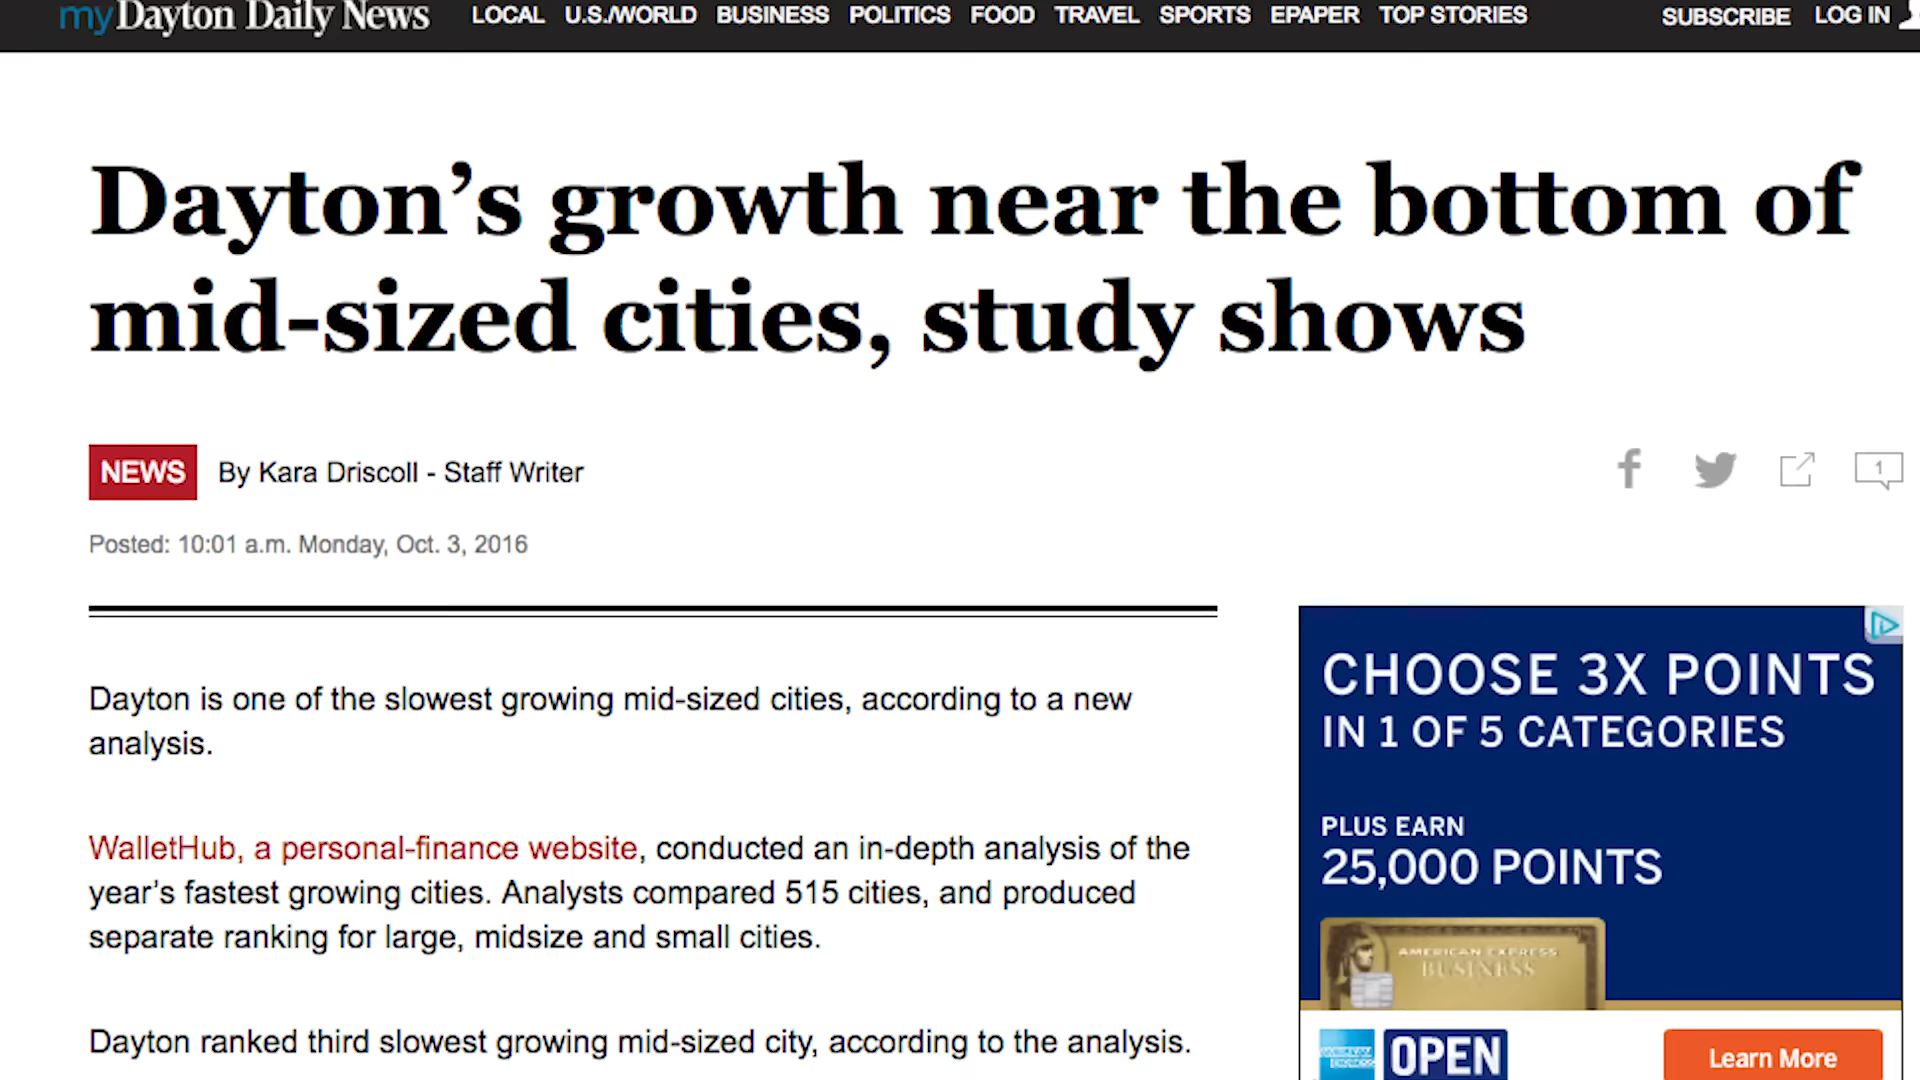 myDayton Daily News LOCAL U.S./WORLD BUSINESS POLITICS FOOD TRAVEL SPORTS EPAPER TOP STORIES SUBSCRIBE LOG IN
Dayton’s growth near the bottom of
mid-sized cities, study shows
NEWS By Kara Driscoll - Staff Writer
1
Posted: 10:01 a.m. Monday, Oct. 3, 2016
Dayton is one of the slowest growing mid-sized cities, according to a new
analysis.
WalletHub, a personal-finance website, conducted an in-depth analysis of the
year’s fastest growing cities. Analysts compared 515 cities, and produced
separate ranking for large, midsize and small cities.
Dayton ranked third slowest growing mid-sized city, according to the analysis.
CHOOSE 3X POINTS
IN 1 OF 5 CATEGORIES
PLUS EARN
25,000 POINTS
AMERICAN EXPRESS
BUSINESS
OPEN
Learn More